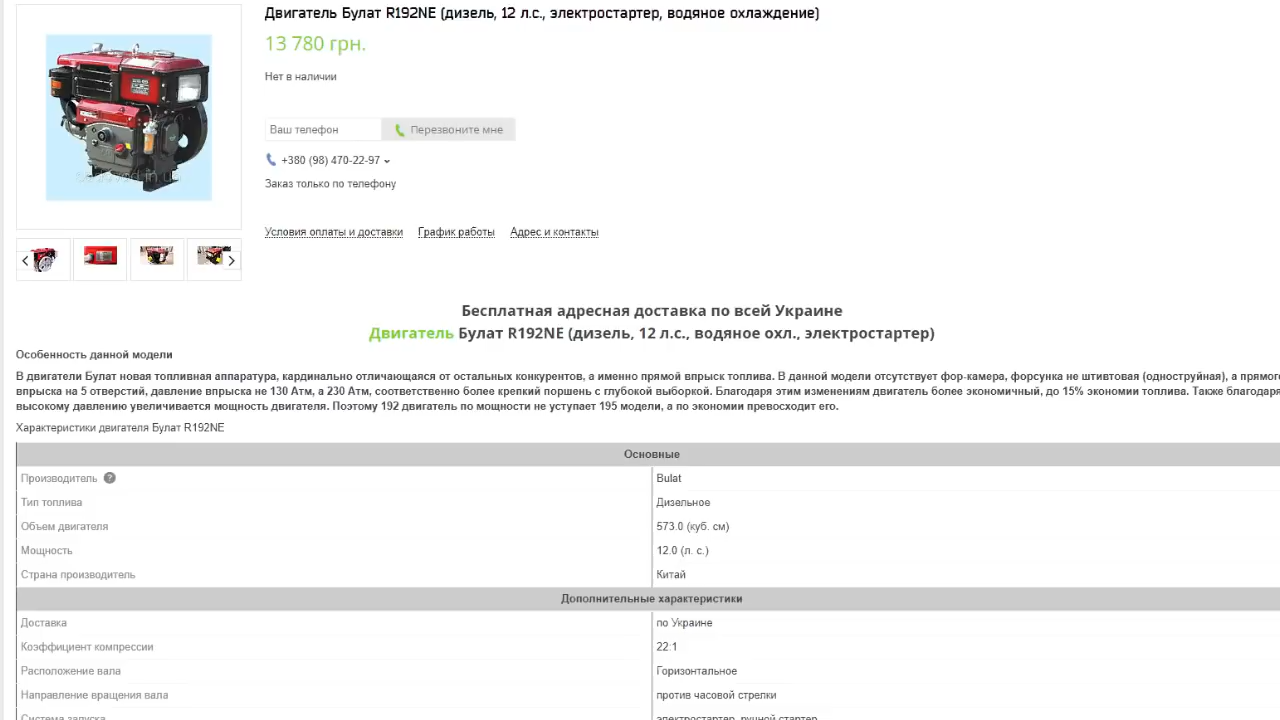 Двигатель Булат R192NE (дизель, 12 л.с., электростартер, водяное охлаждение)
13 780 грн.
Нет в наличии
Ваш телефон
Перезвоните мне
+380 (98) 470-22-97
Заказ только по телефону
Условия оплаты и доставки График работы Адрес и контакты
Бесплатная адресная доставка по всей Украине
Двигатель Булат R192NE (дизель, 12 л.с., водяное охл., электростартер)
Особенность данной модели
В двигатели Булат новая топливная аппаратура, кардинально отличающаяся от остальных конкурентов, а именно прямой впрыск топлива. В данной модели отсутствует фор-камера, форсунка не штивтовая (одноструйная), а прямого
впрыска на 5 отверстий, давление впрыска не 130 Атм, а 230 Атм, соответственно более крепкий поршень с глубокой выборкой. Благодаря этим изменениям двигатель более экономичный, до 15% экономии топлива. Также благодаря
высокому давлению увеличивается мощность двигателя. Поэтому 192 двигатель по мощности не уступает 195 модели, а по экономии превосходит его.
Характеристики двигателя Булат R192NE
Основные
Производитель ? Bulat
Тип топлива Дизельное
Объем двигателя 573.0 (куб. см)
Мощность 12.0 (л. с.)
Страна производитель Китай
Дополнительные характеристики
Доставка по Украине
Коэффициент компрессии 22:1
Расположение вала Горизонтальное
Направление вращения вала против часовой стрелки
Система запуска электростартер, ручной стартер